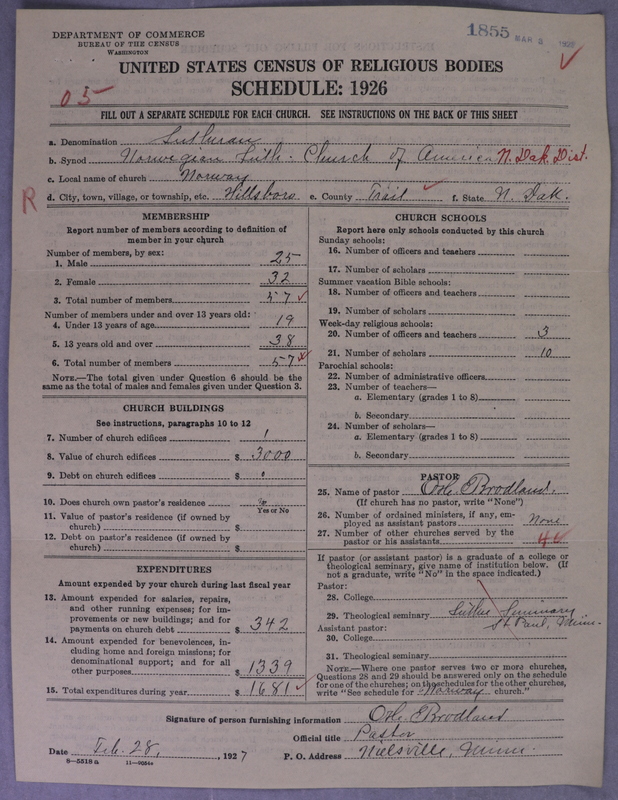 DEPARTMENT OF COMMERCE
BUREAU OF THE CENSUS
WASHINGTON
1855 MAR 2
UNITED STATES CENSUS OF RELIGIOUS BODIES
SCHEDULE: 1926
05
FILL OUT A SEPARATE SCHEDULE FOR EACH CHURCH. SEE INSTRUCTIONS ON THE BACK OF THIS SHEET
a. Denomination Lutheran
b. Synod Norwegian Luth. Church of America N. Dak. Dist.
c. Local name of church Norway
R
d. City, town, village, or township, etc. Hillsboro e. County Trail f. State N. Dak.
MEMBERSHIP
Report number of members according to definition of
member in your church
Number of members, by sex:
1. Male 25
2. Female 32
3. Total number of members 57
Number of members under and over 13 years old:
4. Under 13 years of age 19
5. 13 years old and over 38
6. Total number of members 57
NOTE.—The total given under Question 6 should be the
same as the total of males and females given under Question 3.
CHURCH BUILDINGS
See instructions, paragraphs 10 to 12
7. Number of church edifices 1
8. Value of church edifices $ 3000
9. Debt on church edifices $ 0
10. Does church own pastor's residence
Yes or No
11. Value of pastor's residence (if owned by
church) $
12. Debt on pastor's residence (if owned by
church) $
EXPENDITURES
Amount expended by your church during last fiscal year
13. Amount expended for salaries, repairs,
and other running expenses; for im-
provements or new buildings; and for
payments on church debt $ 342
14. Amount expended for benevolences, in-
cluding home and foreign missions; for
denominational support; and for all
other purposes $ 1339
15. Total expenditures during year $ 1681
CHURCH SCHOOLS
Report here only schools conducted by this church
Sunday schools:
16. Number of officers and teachers
17. Number of scholars
Summer vacation Bible schools:
18. Number of officers and teachers
19. Number of scholars
Week-day religious schools:
20. Number of officers and teachers 3
21. Number of scholars 10
Parochial schools:
22. Number of administrative officers
23. Number of teachers—
a. Elementary (grades 1 to 8)
b. Secondary
24. Number of scholars—
a. Elementary (grades 1 to 8)
b. Secondary
PASTOR
25. Name of pastor Brodland.
(If church has no pastor, write "None")
26. Number of ordained ministers, if any, em-
ployed as assistant pastors None
27. Number of other churches served by the
pastor or his assistants
If pastor (or assistant pastor) is a graduate of a college or
theological seminary, give name of institution below. (If
not a graduate, write "No" in the space indicated.)
Pastor:
28. College
29. Theological seminary Luther Seminary
St Paul, Minn.
Assistant pastor:
30. College
31. Theological seminary
NOTE.—Where one pastor serves two or more churches,
Questions 28 and 29 should be answered only on the schedule
for one of the churches; on the schedules for the other churches,
write "See schedule for Norway church."
Signature of person furnishing information Brodland
Official title Pastor
Date Feb. 28, 1927 P. O. Address Nielsville, Minn.
8—5518a 11—9054a